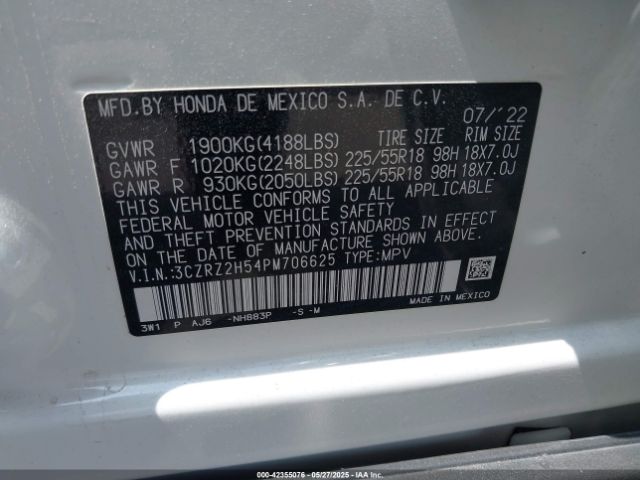 MFD.BY HONDA DE MEXICO S.A. DE C.V. 07/'22
GVWR 1900KG(4188LBS) TIRE SIZE RIM SIZE
GAWR F 1020KG(2248LBS) 225/55R18 98H 18X7.0J
GAWR R 930KG(2050LBS) 225/55R18 98H 18X7.0J
THIS VEHICLE CONFORMS TO ALL APPLICABLE
FEDERAL MOTOR VEHICLE SAFETY
AND THEFT PREVENTION STANDARDS IN EFFECT ON THE DATE OF MANUFACTURE SHOWN ABOVE.
V.I.N.:3CZRZ2H54PM706625 TYPE:MPV
3W1 P AJ6 -NH883P -S -M MADE IN MEXICO
© COPY - 42355076 - 05/27/2025 - IAA Inc.